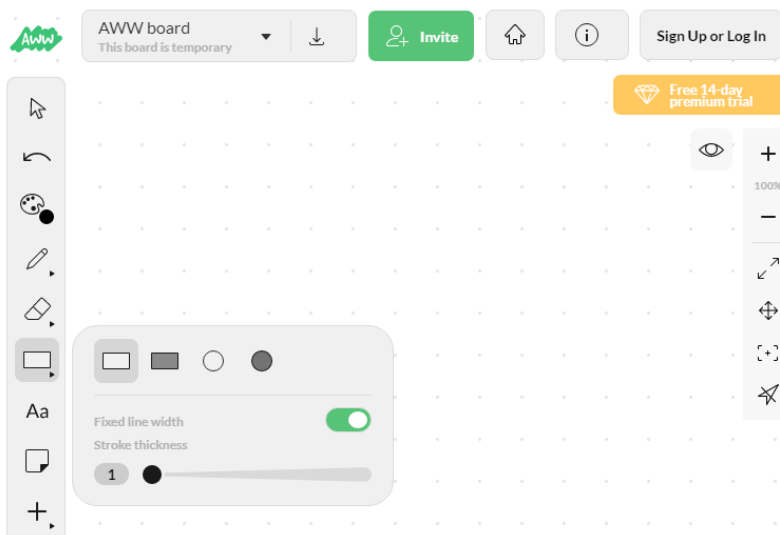 AWW
AWW board
This board is temporary
Invite
Sign Up or Log In
Free 14-day
premium trial
100%
Aa
Fixed line width
Stroke thickness
1